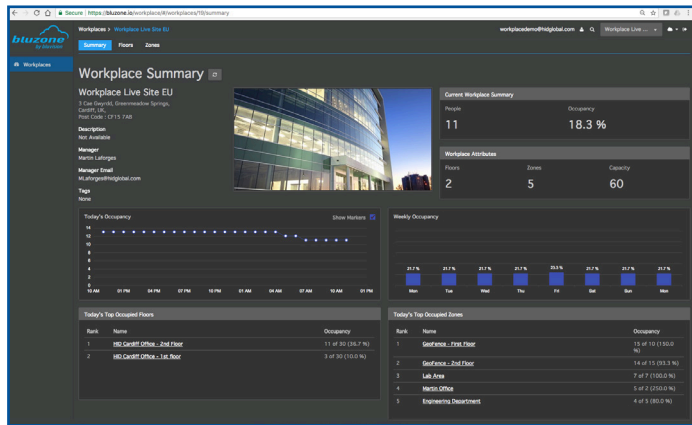 Secure | https://bluzone.io/workplace/#/workplaces/19/summary
bluzone
by bluvision
Workplaces > Workplace Live Site EU
workplacedemo@hidglobal.com
Workplace Live ...
Summary Floors Zones
Workplaces
Workplace Summary
Workplace Live Site EU
3 Cae Gwyrdd, Greenmeadow Springs,
Cardiff, UK,
Post Code : CF15 7AB
Description
Not Available
Manager
Martin Laforges
Manager Email
MLaforges@hidglobal.com
Tags
None
Current Workplace Summary
People Occupancy
11 18.3 %
Workplace Attributes
Floors Zones Capacity
2 5 60
Today's Occupancy Show Markers
14
12
10
8
6
4
2
0
10 AM 01 PM 04 PM 07 PM 10 PM 01 AM 04 AM 07 AM 10 AM 01 PM
Weekly Occupancy
21.7 % 21.7 % 21.7 % 21.7 % 23.3 % 21.7 % 21.7 % 21.7 %
Mon Tue Wed Thu Fri Sat Sun Mon
Today's Top Occupied Floors
Rank Name Occupancy
1 HID Cardiff Office - 2nd Floor 11 of 30 (36.7 %)
2 HID Cardiff Office - 1st floor 3 of 30 (10.0 %)
Today's Top Occupied Zones
Rank Name Occupancy
1 GeoFence - First Floor 15 of 10 (150.0
%)
2 GeoFence - 2nd Floor 14 of 15 (93.3 %)
3 Lab Area 7 of 7 (100.0 %)
4 Martin Office 5 of 2 (250.0 %)
5 Engineering Department 4 of 5 (80.0 %)